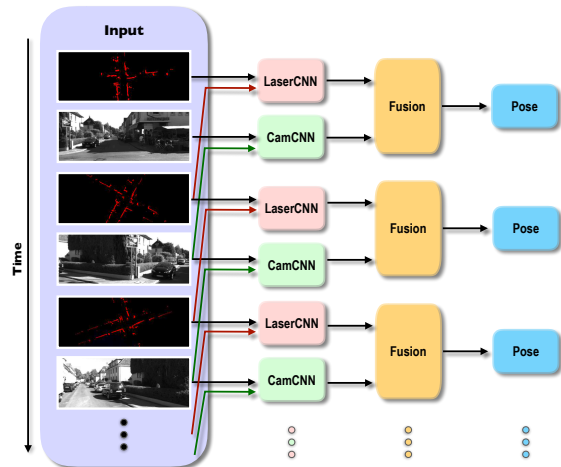 Input
Time
LaserCNN
CamCNN
Fusion
Pose
LaserCNN
CamCNN
Fusion
Pose
LaserCNN
CamCNN
Fusion
Pose